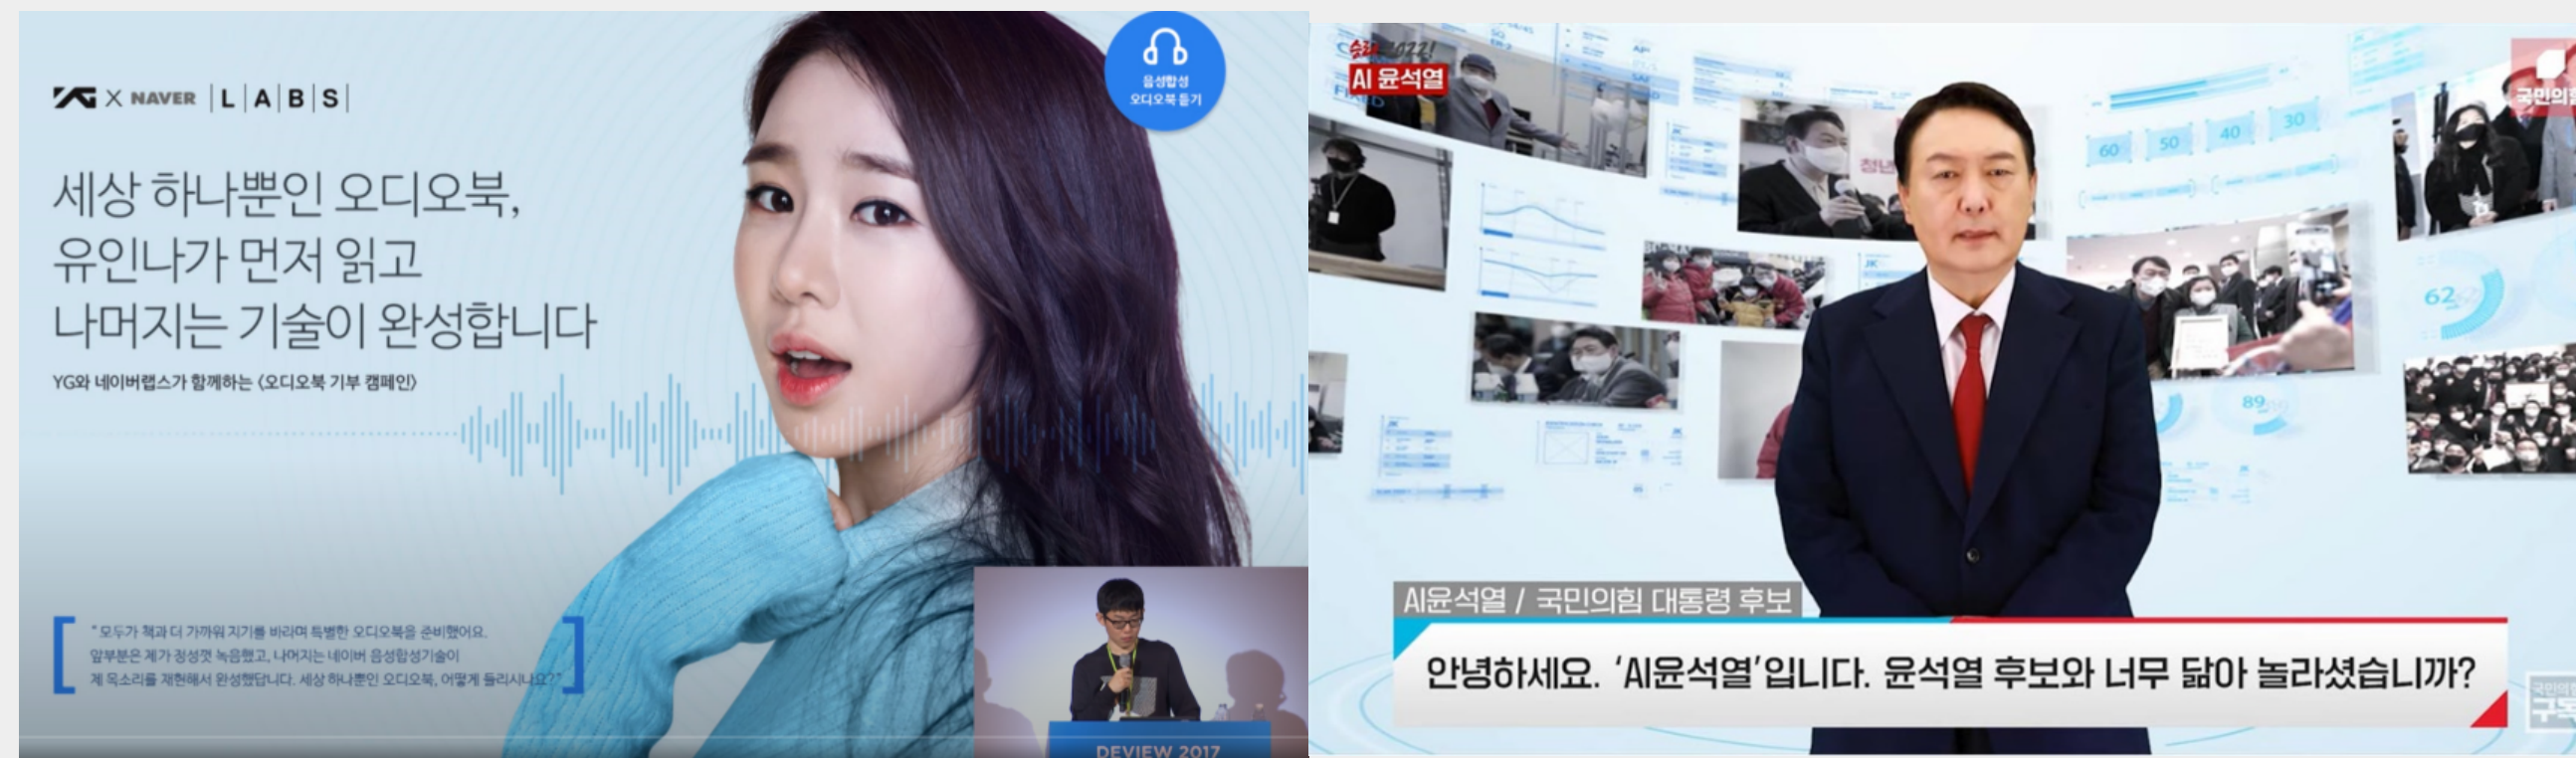 YG X NAVER | L | A | B | S |
음성합성
오디오북 듣기
세상 하나뿐인 오디오북,
유인나가 먼저 읽고
나머지는 기술이 완성합니다
YG와 네이버랩스가 함께하는 〈오디오북 기부 캠페인〉
"모두가 책과 더 가까워 지기를 바라며 특별한 오디오북을 준비했어요.
앞부분은 제가 정성껏 녹음했고, 나머지는 네이버 음성합성기술이
제 목소리를 재현해서 완성했답니다. 세상 하나뿐인 오디오북, 어떻게 들리시나요?"
DEVIEW 2017
2022!
AI 윤석열
국민의힘
60
50
40
30
청년
JK
62
89
AI윤석열 / 국민의힘 대통령 후보
안녕하세요. ‘AI윤석열’입니다. 윤석열 후보와 너무 닮아 놀라셨습니까?